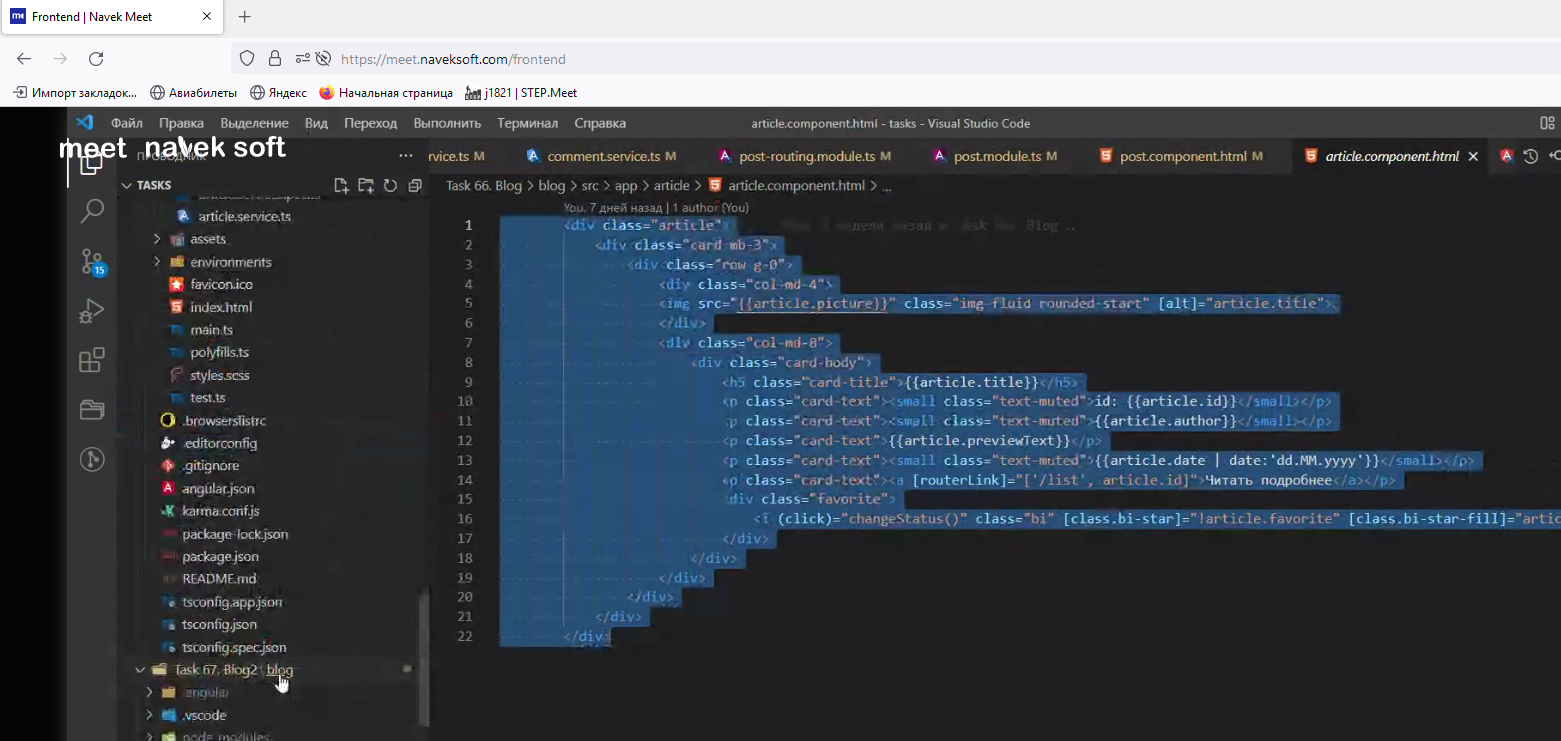 Frontend | Navek Meet
https://meet.naveksoft.com/frontend
Импорт закладок... Авиабилеты Яндекс Начальная страница j1821 | STEP.Meet
Файл Правка Выделение Вид Переход Выполнить Терминал Справка article.component.html - tasks - Visual Studio Code
meet navek soft
ПРОВОДНИК ...
rvice.ts M comment.service.ts M post-routing.module.ts M post.module.ts M post.component.html M article.component.html
TASKS
Task 66. Blog > blog > src > app > article > article.component.html > ...
article.service.ts
assets
environments
favicon.ico
index.html
main.ts
polyfills.ts
styles.scss
test.ts
.browserslistrc
.editorconfig
.gitignore
angular.json
karma.conf.js
package-lock.json
package.json
README.md
tsconfig.app.json
tsconfig.json
tsconfig.spec.json
Task 67. Blog2 \ blog
.angular
.vscode
node_modules
15
You, 7 дней назад | 1 author (You)
1 <div class="article">
2 <div class="card mb-3">
3 <div class="row g-0">
4 <div class="col-md-4">
5 <img src="{{article.picture}}" class="img-fluid rounded-start" [alt]="article.title">
6 </div>
7 <div class="col-md-8">
8 <div class="card-body">
9 <h5 class="card-title">{{article.title}}</h5>
10 <p class="card-text"><small class="text-muted">id: {{article.id}}</small></p>
11 <p class="card-text"><small class="text-muted">{{article.author}}</small></p>
12 <p class="card-text">{{article.previewText}}</p>
13 <p class="card-text"><small class="text-muted">{{article.date | date:'dd.MM.yyyy'}}</small></p>
14 <p class="card-text"><a [routerLink]="['/list', article.id]">Читать подробнее</a></p>
15 <div class="favorite">
16 <i (click)="changeStatus()" class="bi" [class.bi-star]="!article.favorite" [class.bi-star-fill]="artic
17 </div>
18 </div>
19 </div>
20 </div>
21 </div>
22 </div>